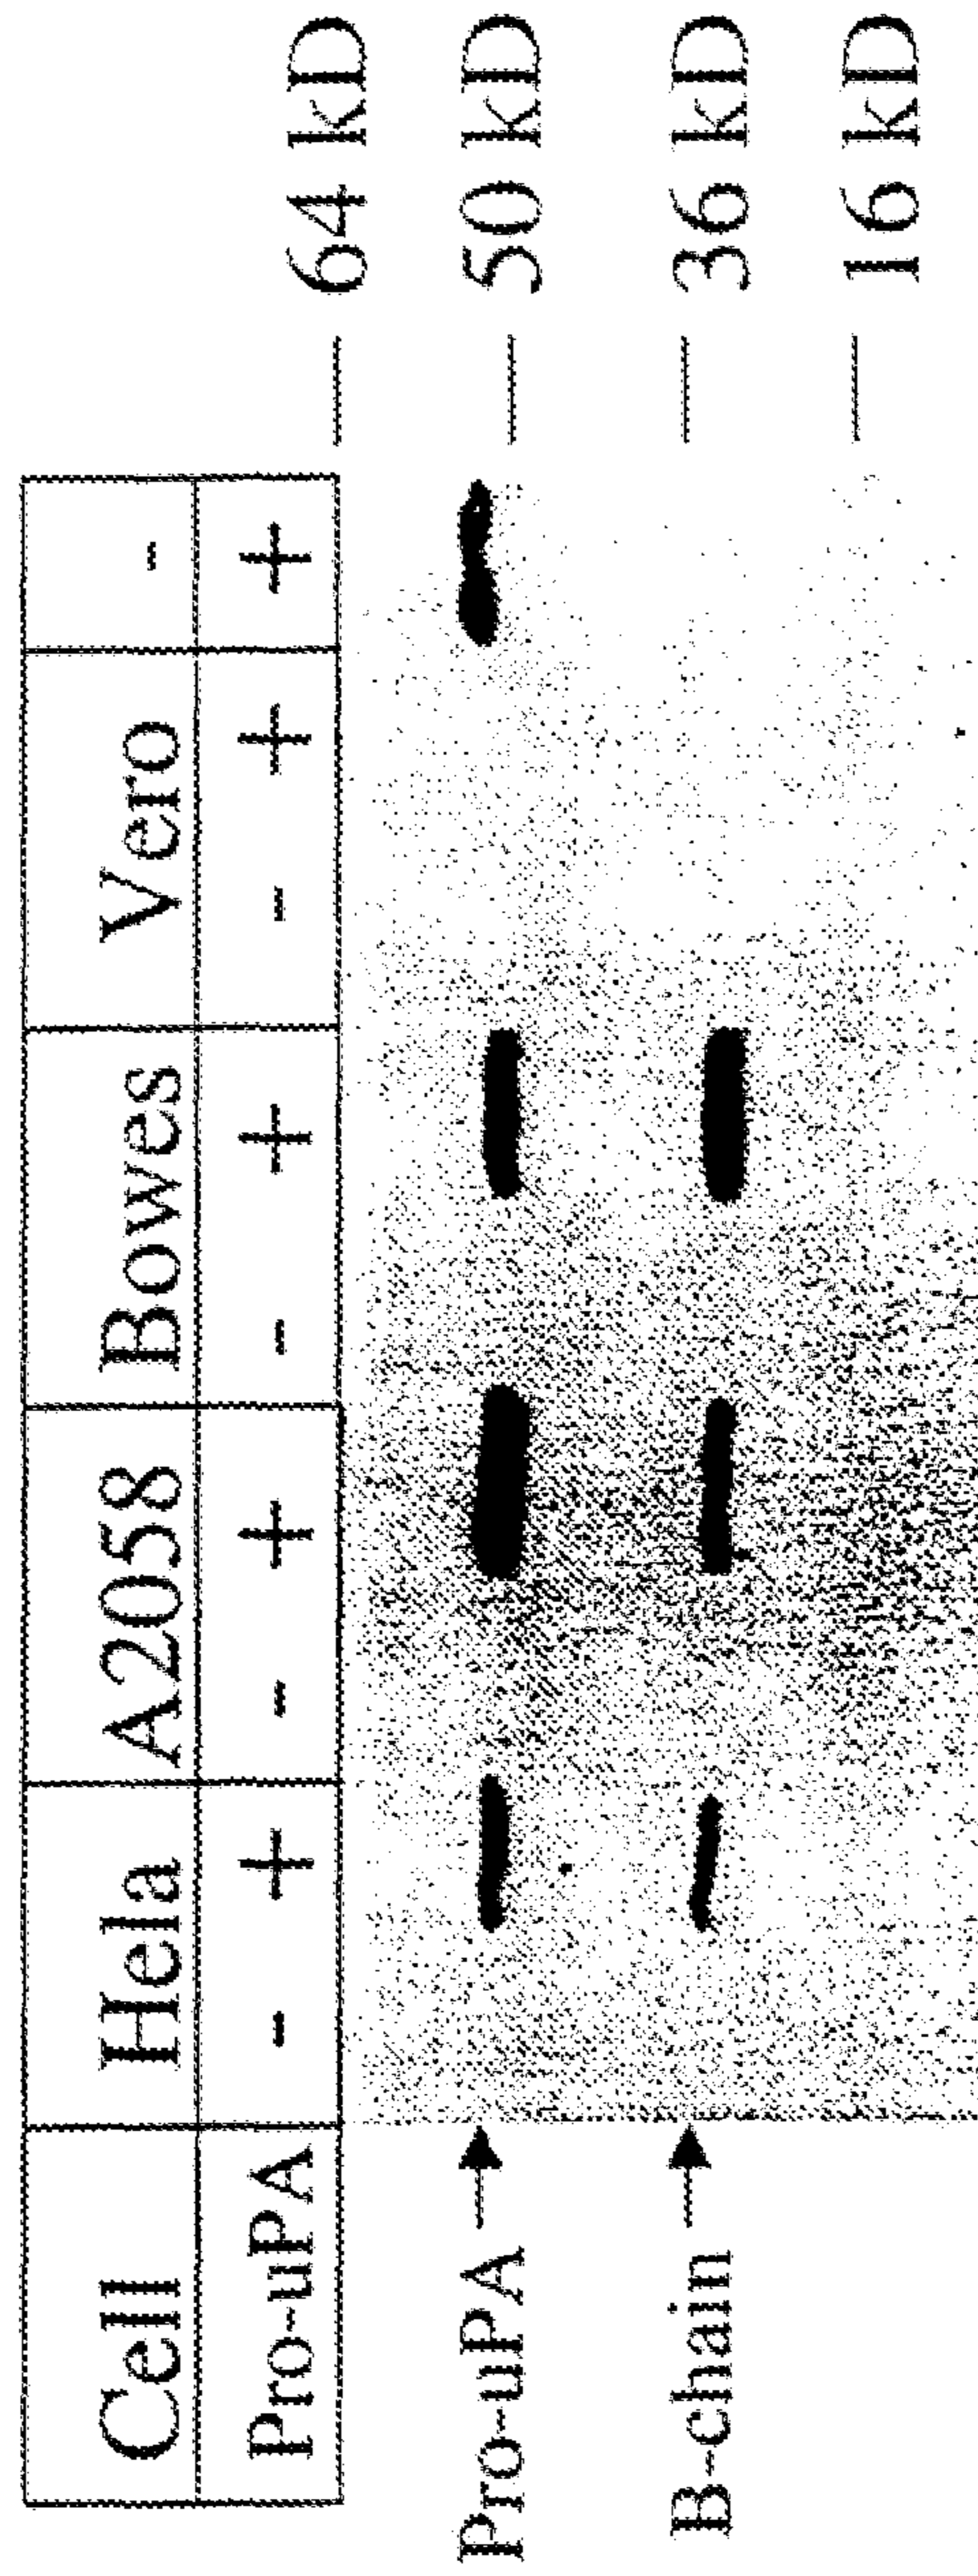 Cell Hela A2058 Bowes Vero -
Pro-uPA - + - + - + - + +
64 kD
Pro-uPA
50 kD
B-chain
36 kD
16 kD